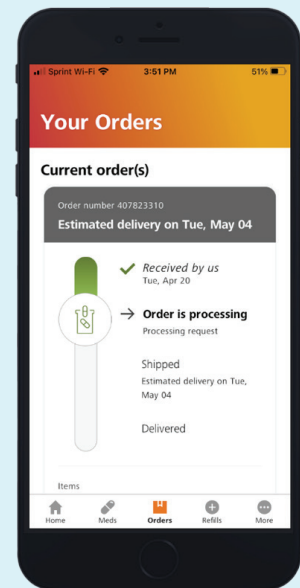 Sprint Wi-Fi 3:51 PM 51%
Your Orders
Current order(s)
Order number 407823310
Estimated delivery on Tue, May 04
Received by us
Tue, Apr 20
Order is processing
Processing request
Shipped
Estimated delivery on Tue,
May 04
Delivered
Items
Home Meds Orders Refills More